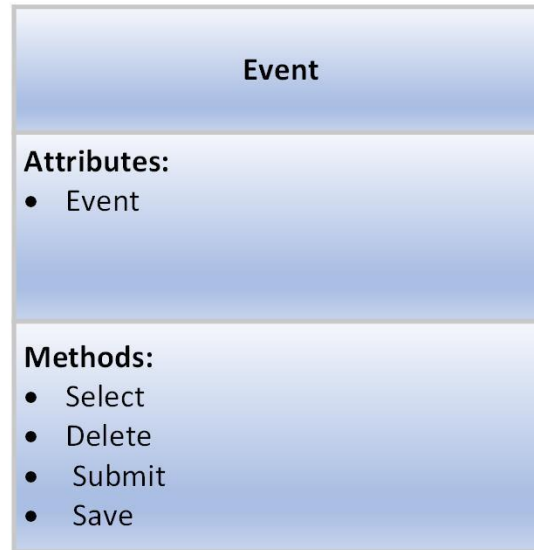 Event
Attributes:
• Event
Methods:
• Select
• Delete
• Submit
• Save